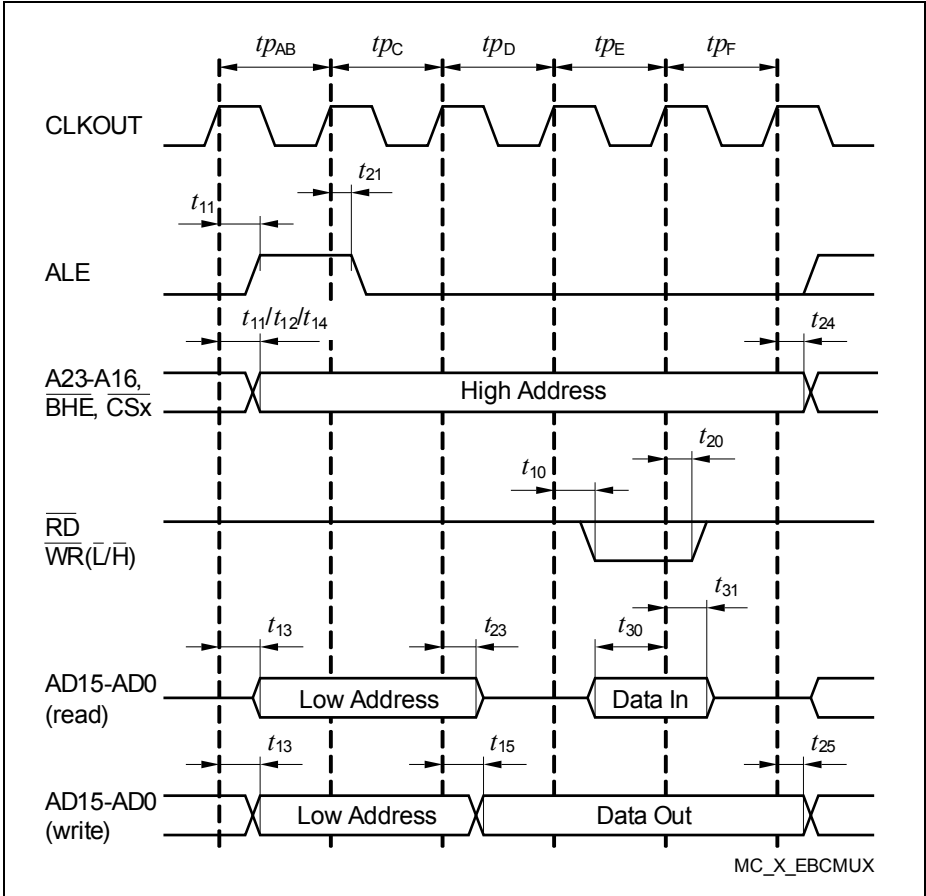 tpAB tpC tpD tpE tpF
CLKOUT
t21
t11
ALE
t11/t12/t14 t24
A23-A16,
BHE, CSx
High Address
t20
t10
RD
WR(L/H)
t31
t13 t23 t30
AD15-AD0
(read)
Low Address Data In
t13 t15 t25
AD15-AD0
(write)
Low Address Data Out
MC_X_EBCMUX